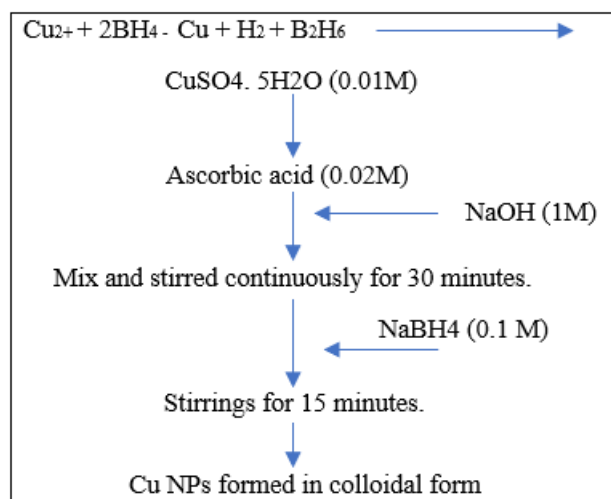 Cu2+ + 2BH4 - Cu + H2 + B2H6
CuSO4. 5H2O (0.01M)
Ascorbic acid (0.02M)
NaOH (1M)
Mix and stirred continuously for 30 minutes.
NaBH4 (0.1 M)
Stirrings for 15 minutes.
Cu NPs formed in colloidal form